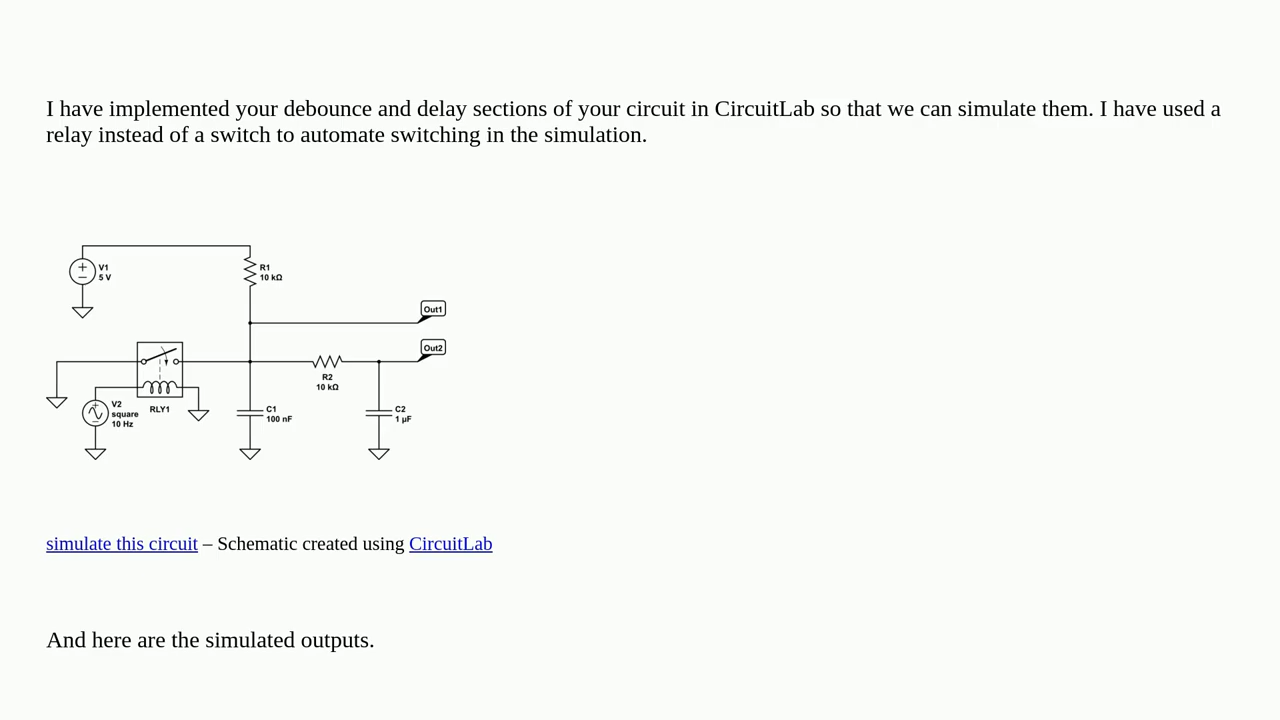 I have implemented your debounce and delay sections of your circuit in CircuitLab so that we can simulate them. I have used a
relay instead of a switch to automate switching in the simulation.
V1
5 V
R1
10 kΩ
Out1
Out2
R2
10 kΩ
V2
square
10 Hz
RLY1
C1
100 nF
C2
1 µF
simulate this circuit – Schematic created using CircuitLab
And here are the simulated outputs.